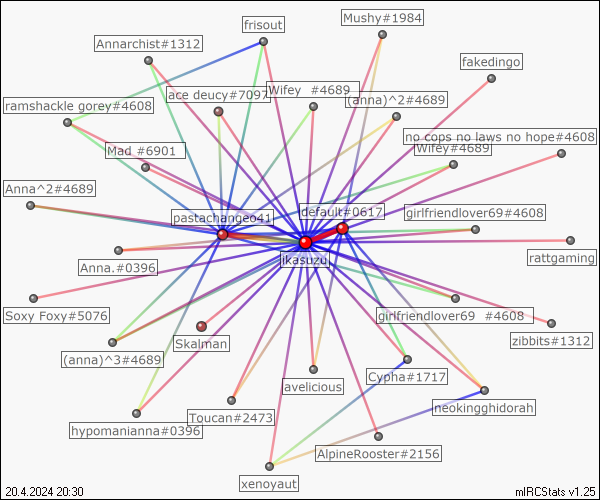 Mushy#1984
frisout
Annarchist#1312
fakedingo
ace deucy#7097
Wifey #4689
(anna)^2#4689
ramshackle gorey#4608
no cops no laws no hope#4608
Mad #6901
Wifey#4689
Anna^2#4689
pastachangeo41
default#0617
girlfriendlover69#4608
Anna.#0396
ikasuzu
rattgaming
Soxy Foxy#5076
girlfriendlover69 #4608
zibbits#1312
Skalman
(anna)^3#4689
Cypha#1717
avelicious
neokingghidorah
Toucan#2473
hypomanianna#0396
AlpineRooster#2156
xenoyaut
20.4.2024 20:30
mIRCStats v1.25